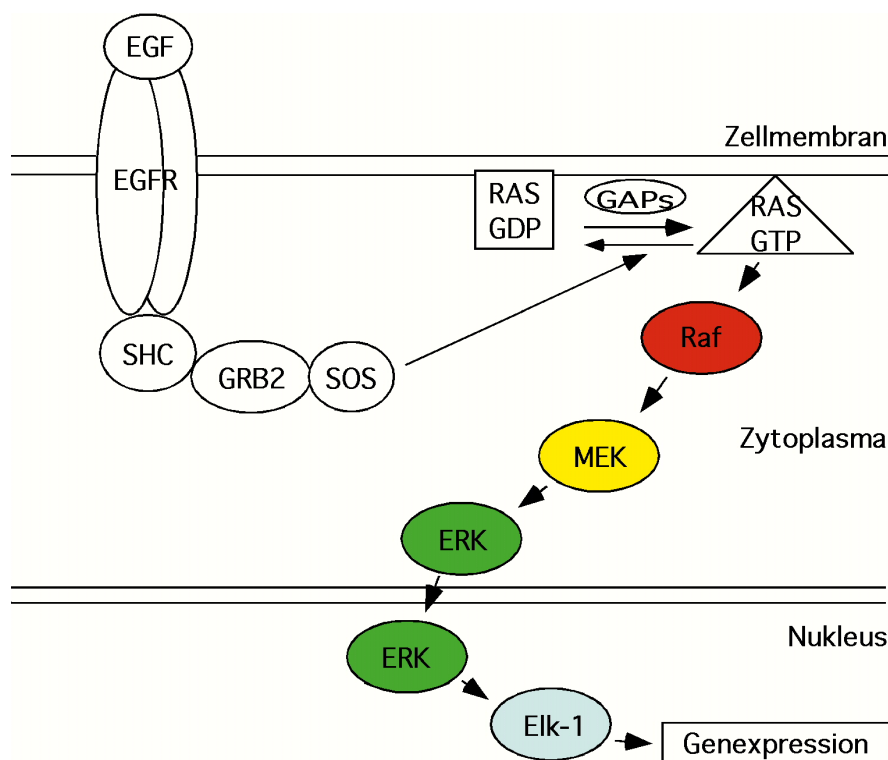 EGF
Zellmembran
EGFR
RAS
GDP
GAPs
RAS
GTP
SHC
GRB2
SOS
Raf
Zytoplasma
MEK
ERK
Nukleus
ERK
Elk-1
Genexpression